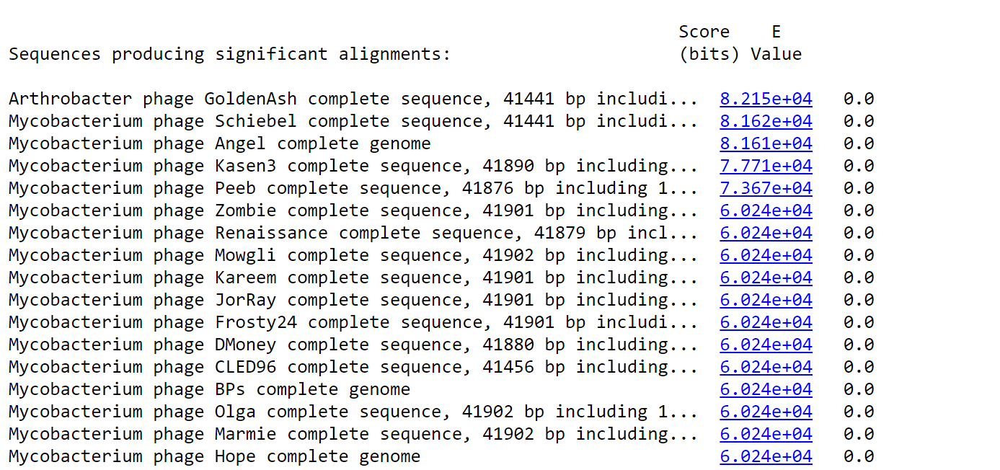 Score E
Sequences producing significant alignments: (bits) Value
Arthrobacter phage GoldenAsh complete sequence, 41441 bp includi... 8.215e+04 0.0
Mycobacterium phage Schiebel complete sequence, 41441 bp includi... 8.162e+04 0.0
Mycobacterium phage Angel complete genome 8.161e+04 0.0
Mycobacterium phage Kasen3 complete sequence, 41890 bp including... 7.771e+04 0.0
Mycobacterium phage Peeb complete sequence, 41876 bp including 1... 7.367e+04 0.0
Mycobacterium phage Zombie complete sequence, 41901 bp including... 6.024e+04 0.0
Mycobacterium phage Renaissance complete sequence, 41879 bp incl... 6.024e+04 0.0
Mycobacterium phage Mowgli complete sequence, 41902 bp including... 6.024e+04 0.0
Mycobacterium phage Kareem complete sequence, 41901 bp including... 6.024e+04 0.0
Mycobacterium phage JorRay complete sequence, 41901 bp including... 6.024e+04 0.0
Mycobacterium phage Frosty24 complete sequence, 41901 bp includi... 6.024e+04 0.0
Mycobacterium phage DMoney complete sequence, 41880 bp including... 6.024e+04 0.0
Mycobacterium phage CLED96 complete sequence, 41456 bp including... 6.024e+04 0.0
Mycobacterium phage BPs complete genome 6.024e+04 0.0
Mycobacterium phage Olga complete sequence, 41902 bp including 1... 6.024e+04 0.0
Mycobacterium phage Marmie complete sequence, 41902 bp including... 6.024e+04 0.0
Mycobacterium phage Hope complete genome 6.024e+04 0.0